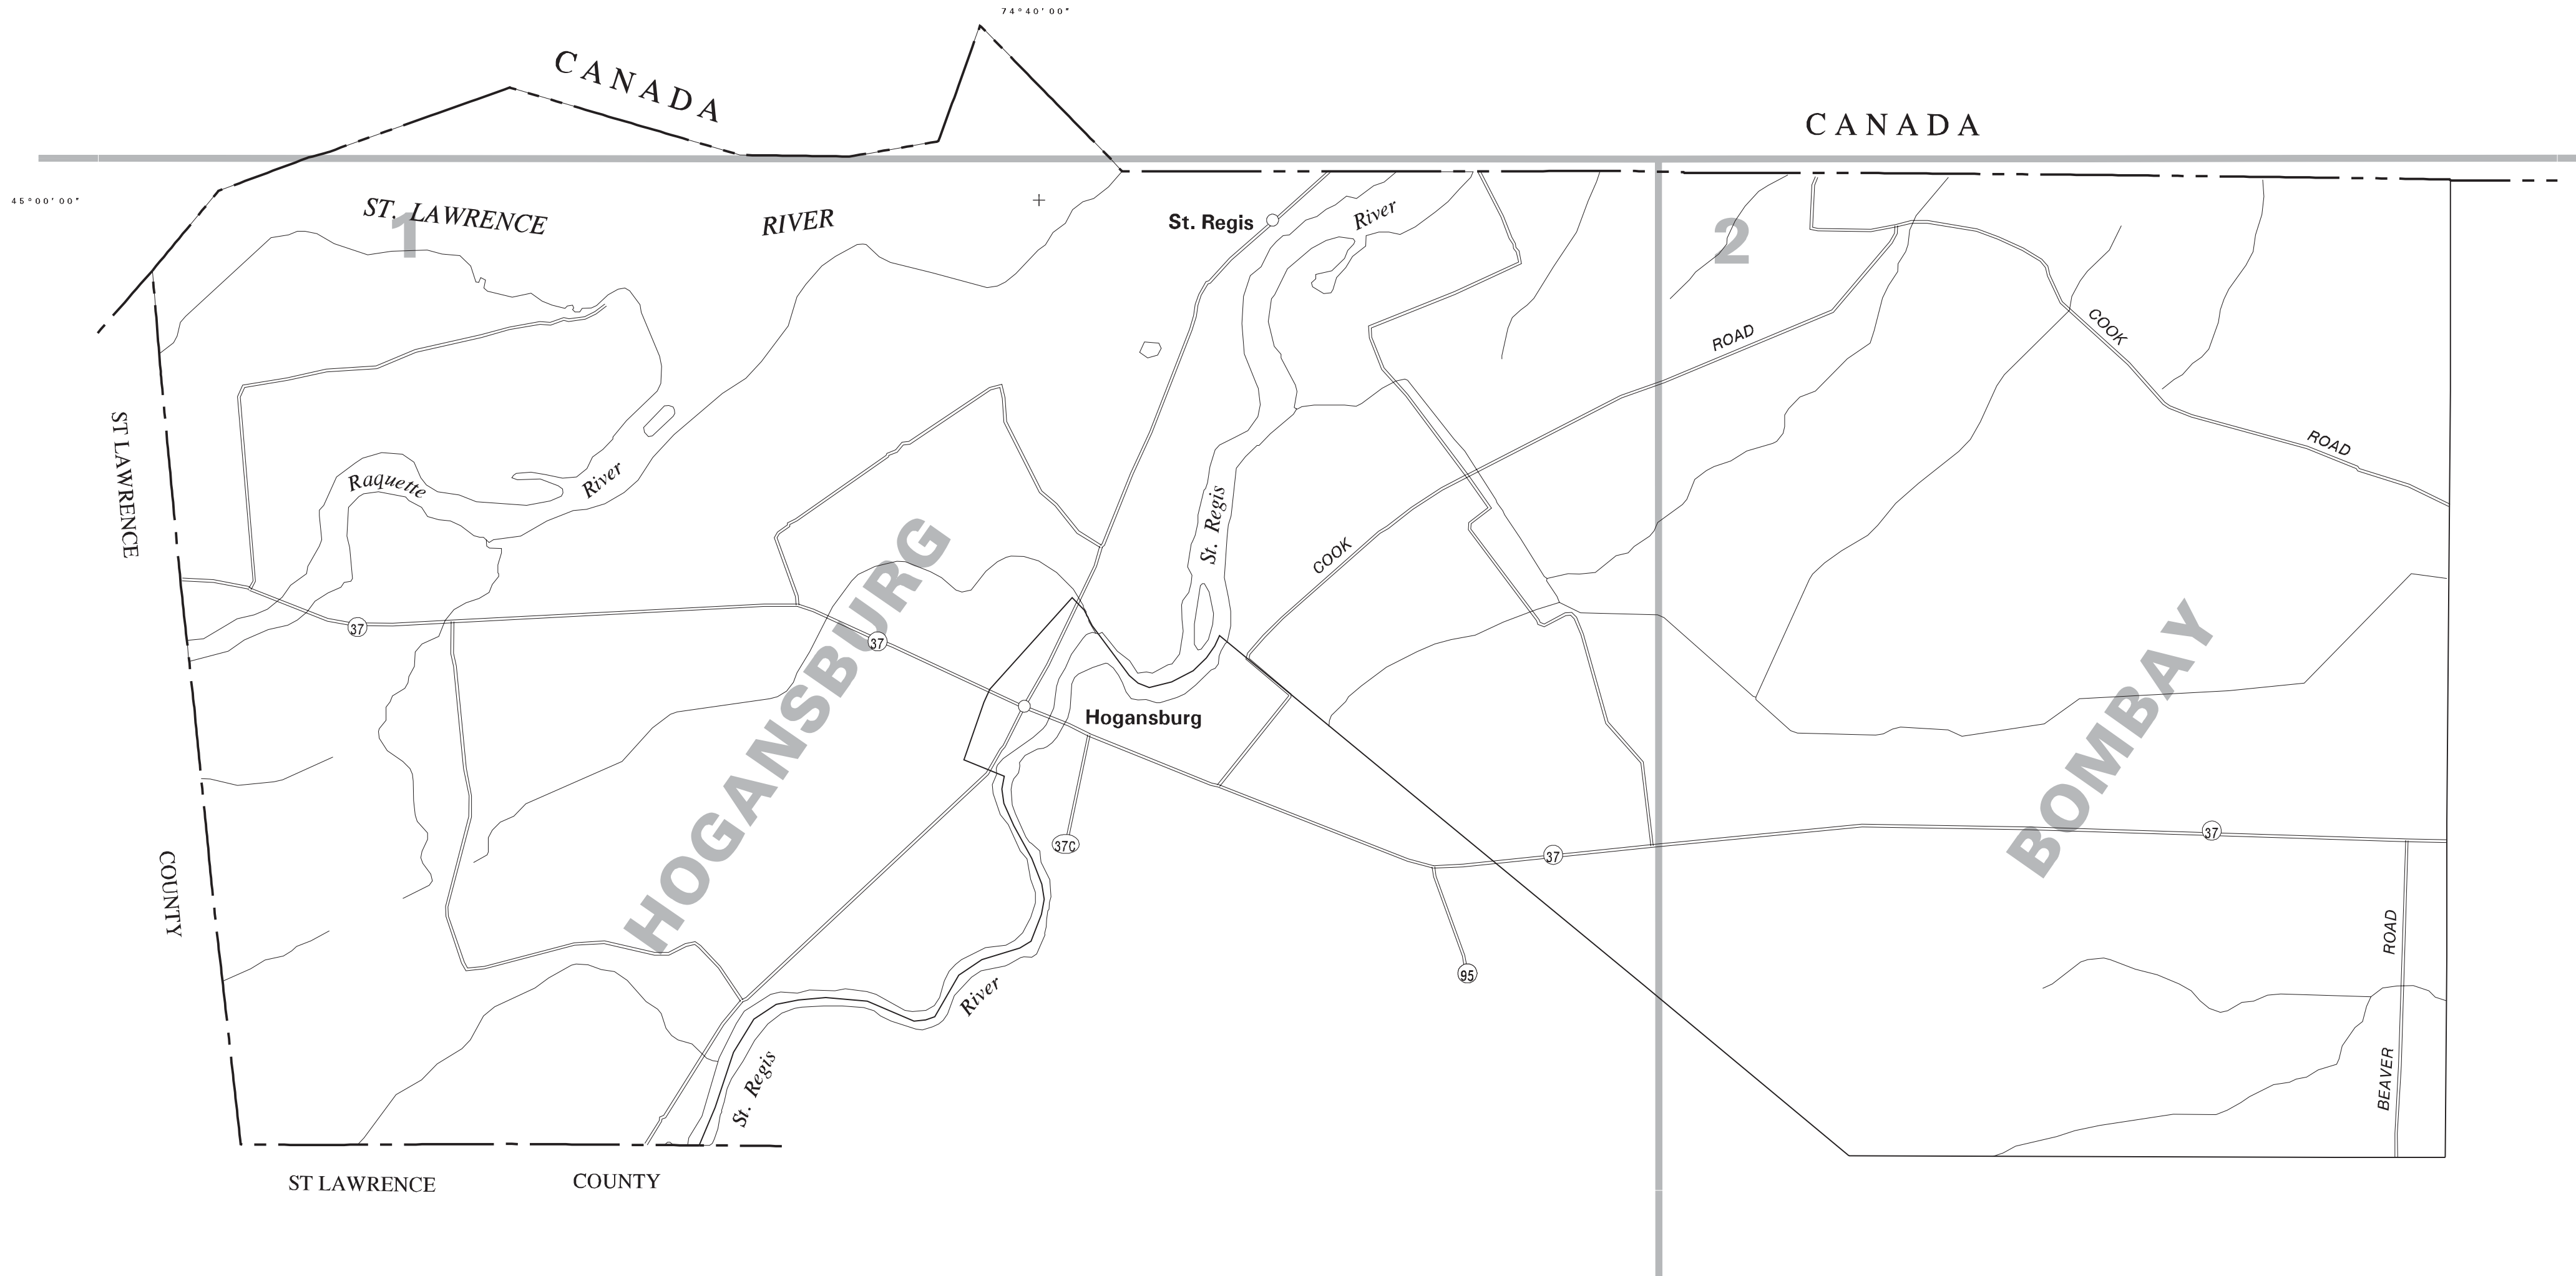 74°40'00"
CANADA
CANADA
45°00'00"
ST. LAWRENCE RIVER
1
St. Regis
River
2
COOK
ROAD
ST LAWRENCE
Raquette
River
ROAD
St. Regis
COOK
HOGANSBURG
37
37
BOMBAY
Hogansburg
37
37C
37
COUNTY
ROAD
95
River
BEAVER
St. Regis
ST LAWRENCE COUNTY